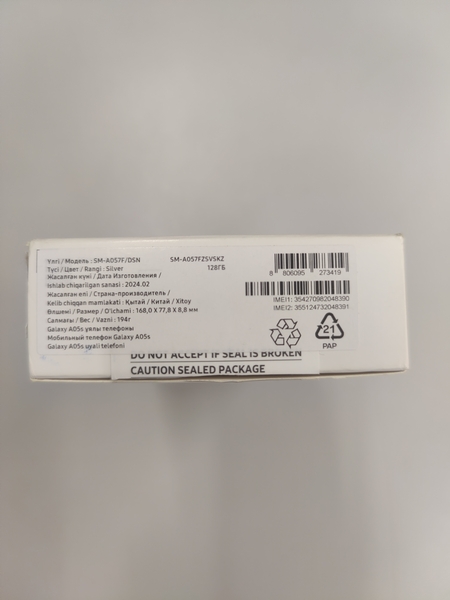 Үлгі / Модель : SM-A057F/DSN SM-A057FZSVSKZ
Түсі / Цвет / Rangi : Silver 128ГБ
Жасалған күні / Дата Изготовления /
Ishlab chiqarilgan sanasi : 2024.02
Жасалған елі / Страна-производитель /
Kelib chiqqan mamlakati : Қытай / Китай / Xitoy
Өлшемі / Размер / O'lchami : 168,0 X 77,8 X 8,8 мм
Салмағы / Вес / Vazni : 194г
Galaxy A05s ұялы телефоны
Мобильный телефон Galaxy A05s
Galaxy A05s uyali telefoni
8 806095 273419
IMEI1: 354270982048390
IMEI2: 355124732048391
21
PAP
DO NOT ACCEPT IF SEAL IS BROKEN
CAUTION SEALED PACKAGE